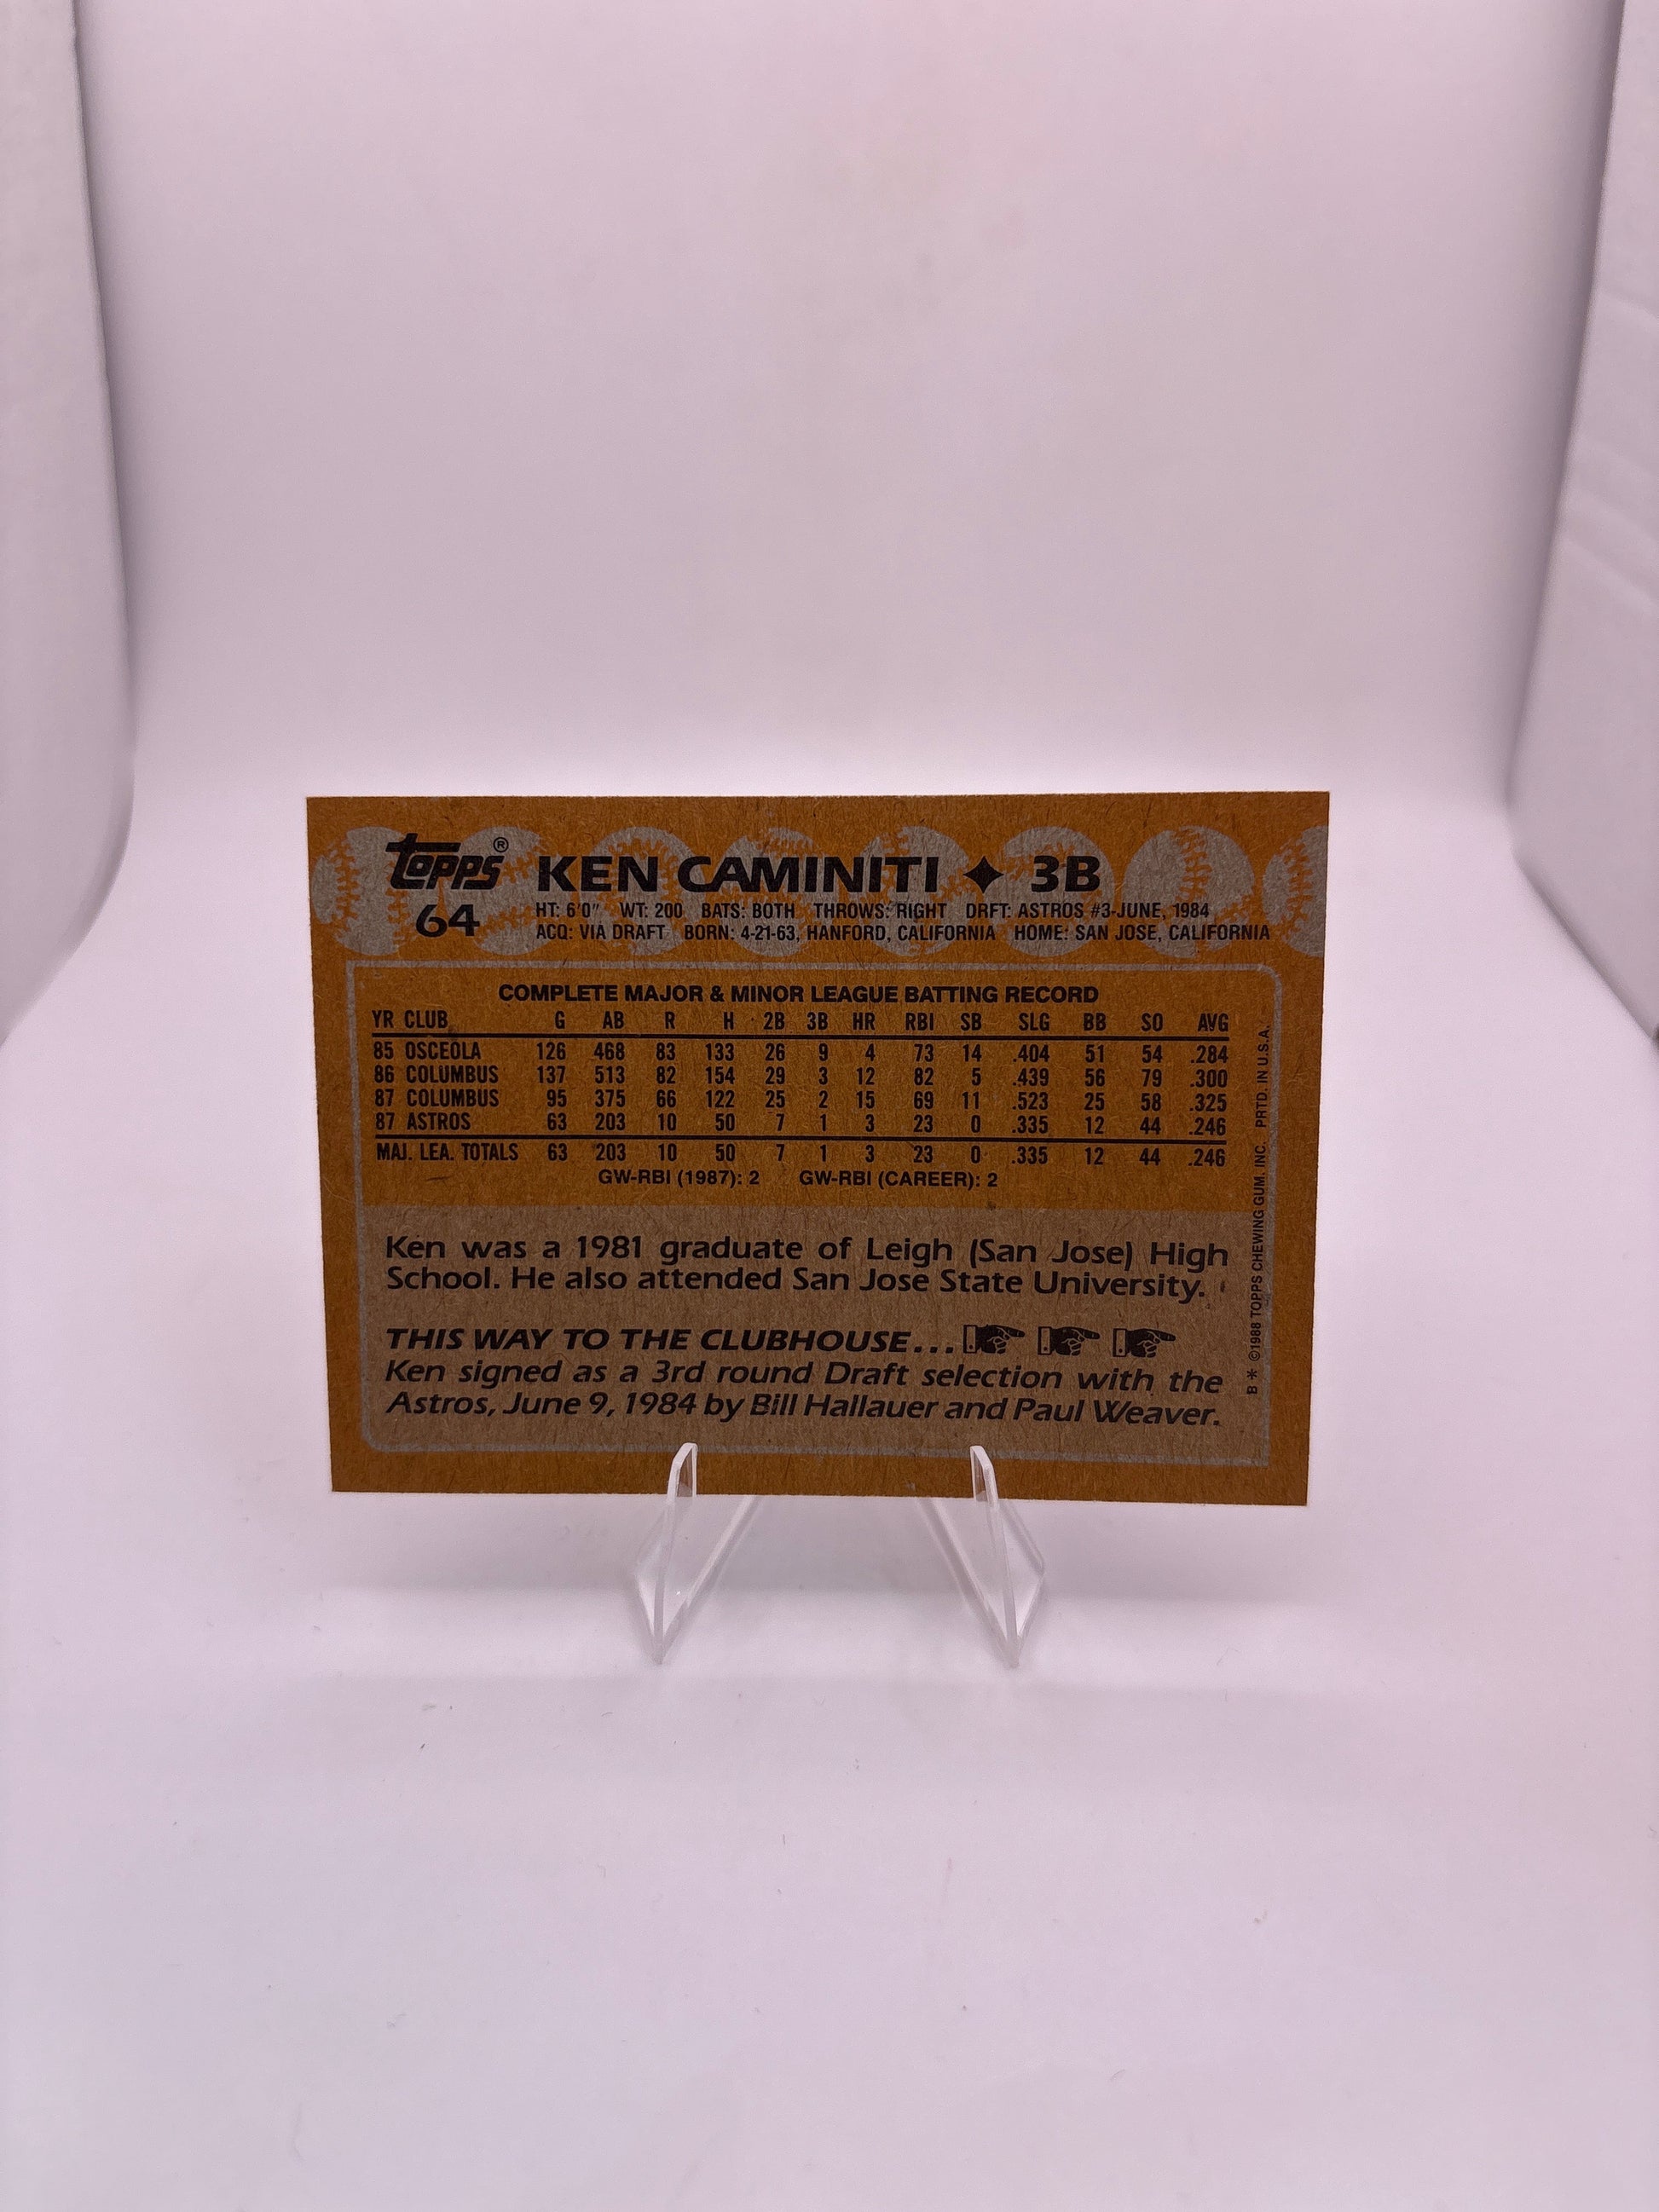 topps® KEN CAMINITI ✦ 3B
64 HT: 6'0" WT: 200 BATS: BOTH THROWS: RIGHT DRFT: ASTROS #3-JUNE, 1984
ACQ: VIA DRAFT BORN: 4-21-63, HANFORD, CALIFORNIA HOME: SAN JOSE, CALIFORNIA
COMPLETE MAJOR & MINOR LEAGUE BATTING RECORD
YR CLUB G AB R H 2B 3B HR RBI SB SLG BB SO AVG
85 OSCEOLA 126 468 83 133 26 9 4 73 14 .404 51 54 .284
86 COLUMBUS 137 513 82 154 29 3 12 82 5 .439 56 79 .300
87 COLUMBUS 95 375 66 122 25 2 15 69 11 .523 25 58 .325
87 ASTROS 63 203 10 50 7 1 3 23 0 .335 12 44 .246
MAJ. LEA. TOTALS 63 203 10 50 7 1 3 23 0 .335 12 44 .246
GW-RBI (1987): 2 GW-RBI (CAREER): 2
Ken was a 1981 graduate of Leigh (San Jose) High
School. He also attended San Jose State University.
THIS WAY TO THE CLUBHOUSE...
Ken signed as a 3rd round Draft selection with the
Astros, June 9, 1984 by Bill Hallauer and Paul Weaver.
B* ©1988 TOPPS CHEWING GUM, INC. PRTD. IN U.S.A.